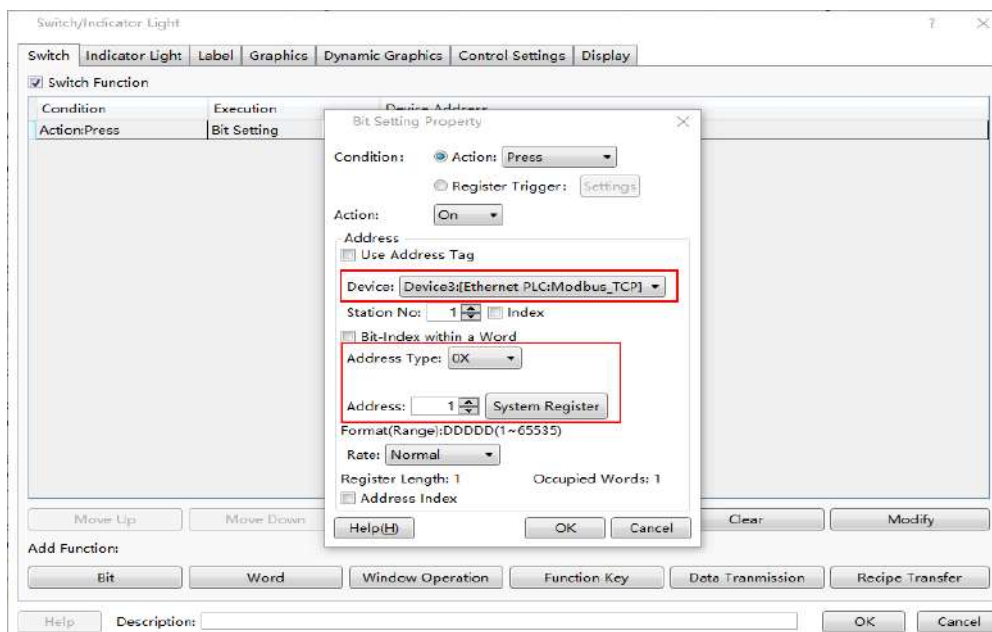 Switch/Indicator Light ?
Switch Indicator Light Label Graphics Dynamic Graphics Control Settings Display
Switch Function
Condition Execution Device Address
Action:Press Bit Setting
Bit Setting Property
Condition: Action: Press
Register Trigger: Settings
Action: On
Address
Use Address Tag
Device: Device3:[Ethernet PLC:Modbus_TCP]
Station No: 1 Index
Bit-Index within a Word
Address Type: 0X
Address: 1 System Register
Format(Range):DDDDD(1~65535)
Rate: Normal
Register Length: 1 Occupied Words: 1
Address Index
Help(H) OK Cancel
Move Up Move Down Clear Modify
Add Function:
Bit Word Window Operation Function Key Data Tranmission Recipe Transfer
Help Description: OK Cancel